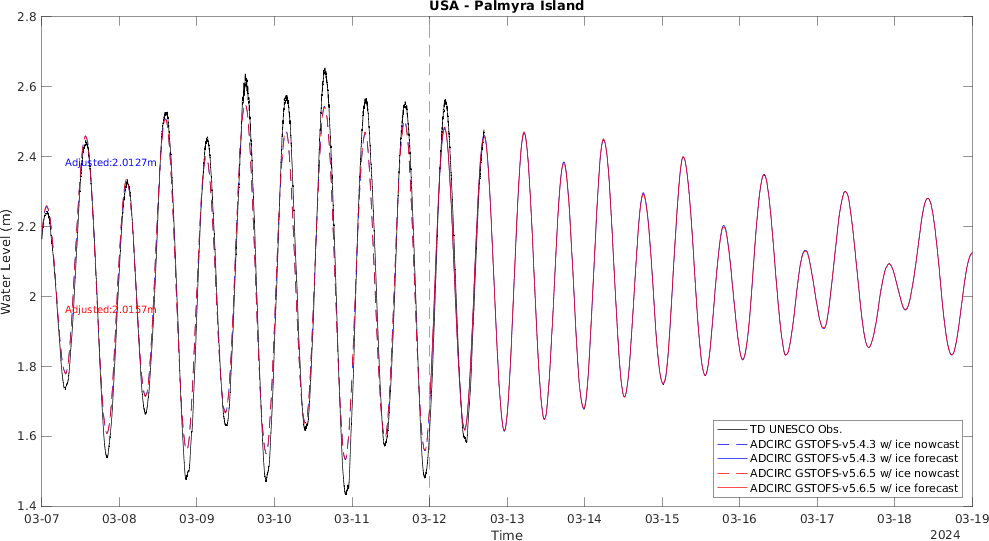 USA - Palmyra Island
2.8
2.6
2.4
2.2
2
1.8
1.6
1.4
Water Level (m)
Adjusted:2.0127m
Adjusted:2.0157m
TD UNESCO Obs.
ADCIRC GSTOFS-v5.4.3 w/ ice nowcast
ADCIRC GSTOFS-v5.4.3 w/ ice forecast
ADCIRC GSTOFS-v5.6.5 w/ ice nowcast
ADCIRC GSTOFS-v5.6.5 w/ ice forecast
03-07 03-08 03-09 03-10 03-11 03-12 03-13 03-14 03-15 03-16 03-17 03-18 03-19
Time
2024